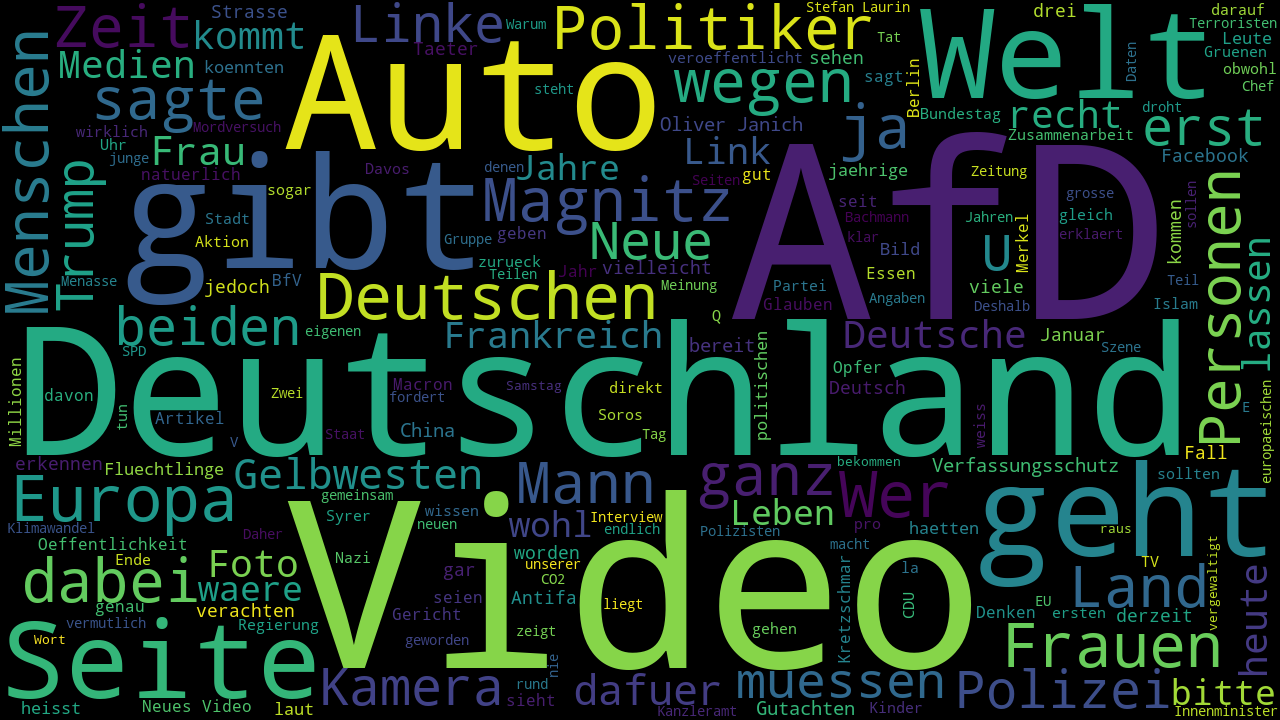 Zeit
Strasse
kommt
Linke
Taeter
Warum
Politiker
Stefan Laurin
Tat
veroeffentlicht
sehen
wegen
sagt
Welt
Berlin
drei
Daten
darauf
Terroristen
Leute
Gruenen
obwohl
Chef
Menschen
Medien
koennten
sagte
Auto
steht
Bundestag
recht
droht
erst
Zusammenarbeit
wirklich
Mordversuch
Uhr
junge
Frau
natuerlich
Davos
denen
Jahre
Oliver Janich
Link
Seiten
gut
ja
jaehrige
Zeitung
Facebook
Trump
sogar
gibt
Stadt
Aktion
Gruppe
Magnitz
geben
Neue
AfD
seit
Bachmann
klar
Bild
Jahren
U
Merkel
grosse
gleich
erklaert
kommen
sollen
Personen
lassen
Menasse
jedoch
BfV
zurueck
Teilen
Jahr
vielleicht
Meinung
Partei
Glauben
Essen
Angaben
viele
Deshalb
Teil
Islam
Deutschen
Q
beiden
SPD
eigenen
Frankreich
bereit
politischen
Deutsche
Januar
Szene
Deutschland
Millionen
davon
tun
Artikel
V
Zwei
Staat
Macron
fordert
China
Samstag
direkt
Soros
Tag
Opfer
Deutsch
weiss
E
europaeischen
erkennen
Fluechtlinge
Gelbwesten
Mann
ganz
bekommen
Wer
Verfassungsschutz
Fall
sollten
geht
Europa
gemeinsam
Syrer
wissen
neuen
wohl
Interview
endlich
Leben
Polizisten
pro
haetten
raus
Klimawandel
Daher
Oeffentlichkeit
Ende
Foto
Nazi
Video
gar
worden
unserer
CO2
macht
TV
dabei
waere
seien
Antifa
liegt
Kretzschmar
la
CDU
Land
vergewaltigt
heute
genau
verachten
Gericht
Denken
EU
ersten
derzeit
Seite
Wort
vermutlich
Regierung
geworden
zeigt
gehen
Frauen
nie
Kamera
rund
sieht
dafuer
muessen
Polizei
bitte
heisst
Neues Video
laut
Kanzleramt
Kinder
Gutachten
Innenminister